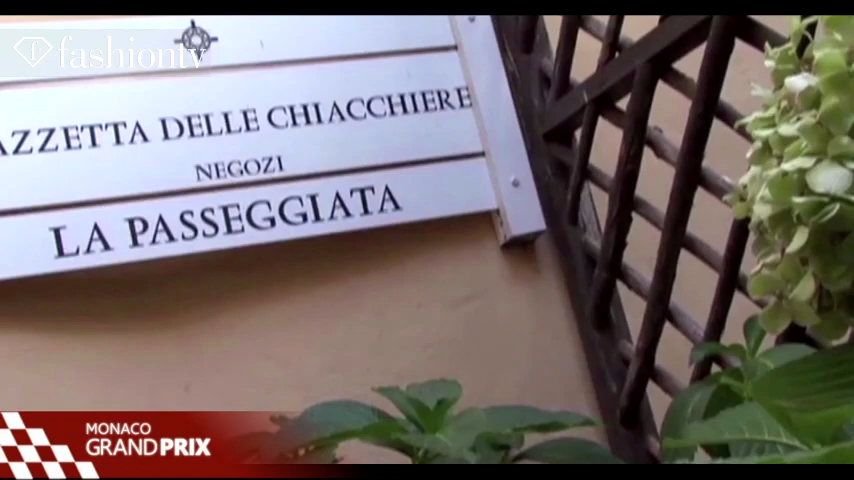 fashiontv
AZZETTA DELLE CHIACCHIERE
NEGOZI
LA PASSEGGIATA
MONACO
GRAND PRIX